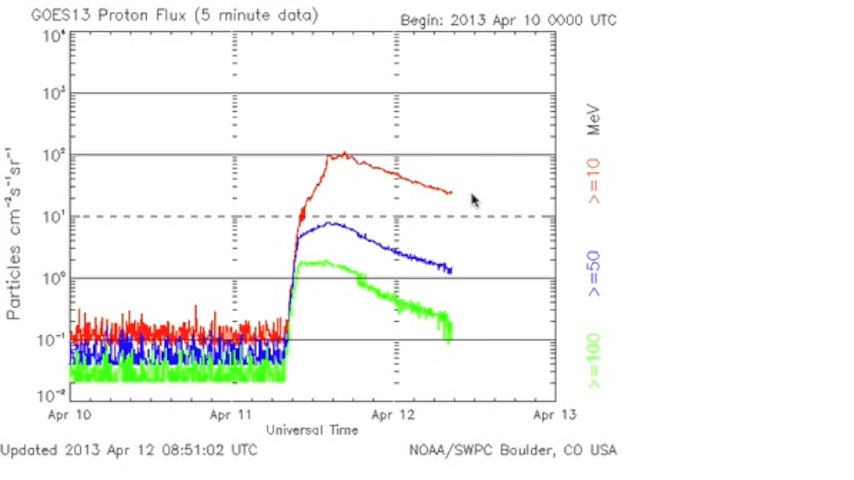 GOES13 Proton Flux (5 minute data)
Begin: 2013 Apr 10 0000 UTC
Particles cm⁻²s⁻¹sr⁻¹
10⁴
10³
10²
10¹
10⁰
10⁻¹
10⁻²
Apr 10
Apr 11
Apr 12
Apr 13
Universal Time
MeV
>=10
>=50
>=100
Updated 2013 Apr 12 08:51:02 UTC
NOAA/SWPC Boulder, CO USA